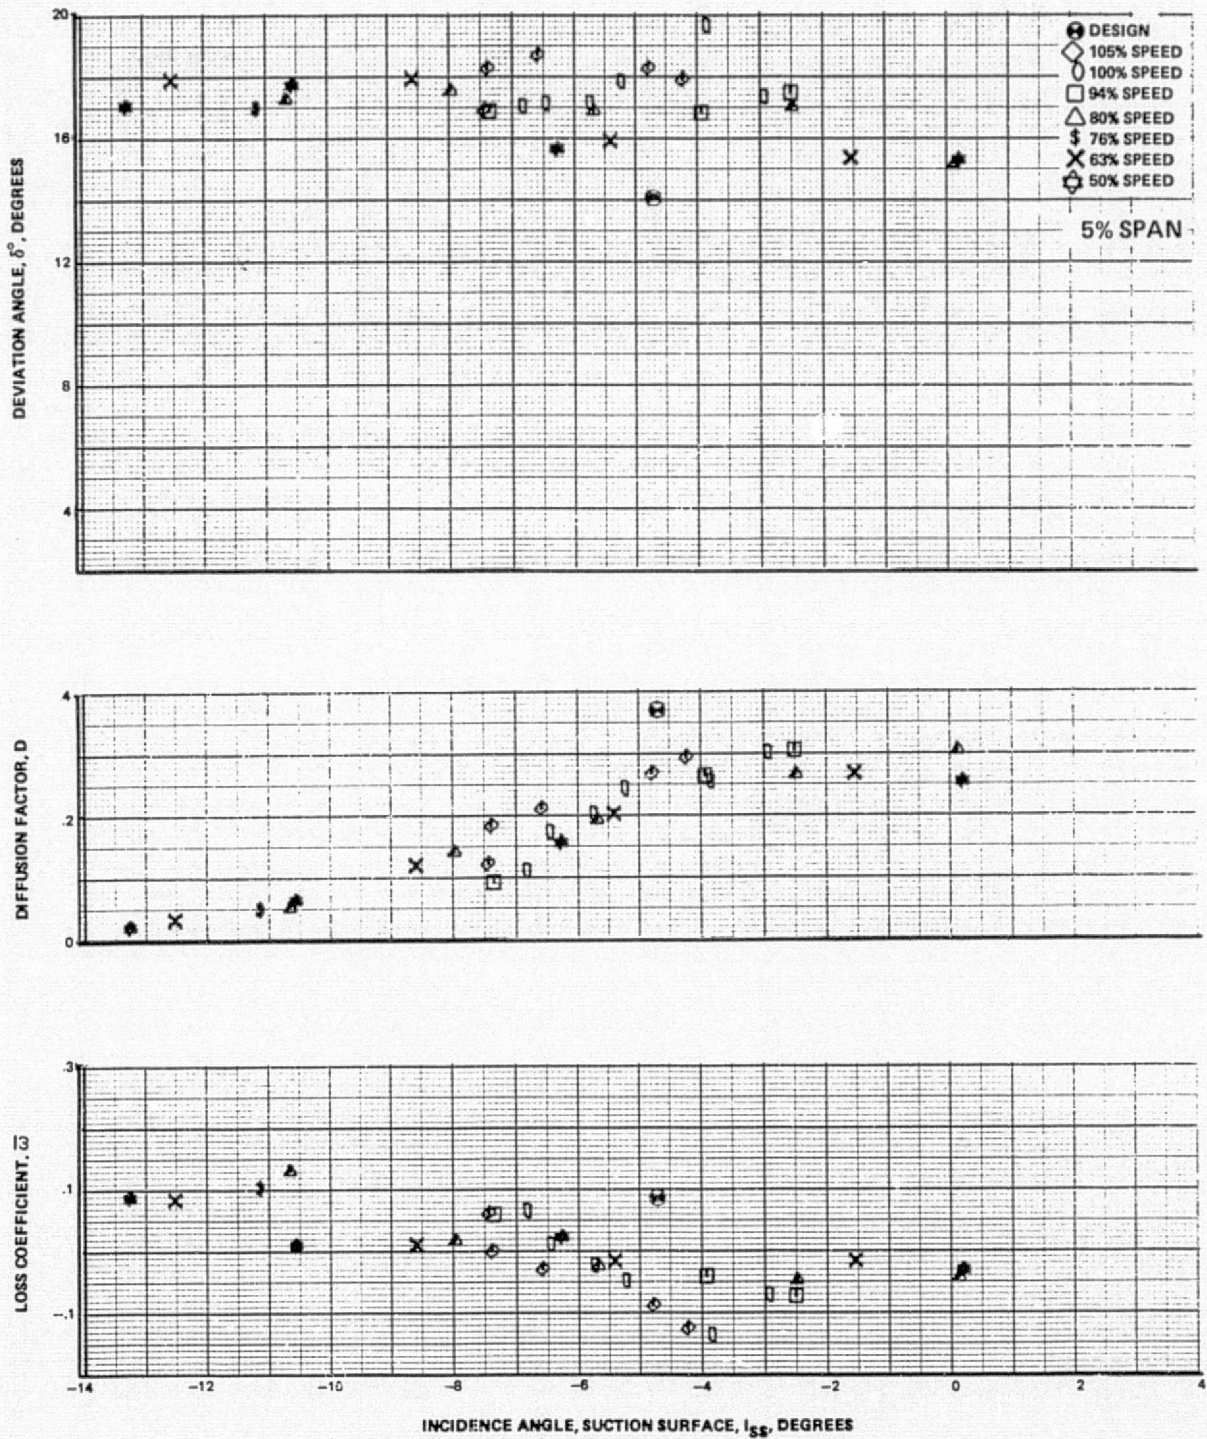 20
16
12
8
4
DEVIATION ANGLE, δ°, DEGREES
DESIGN
105% SPEED
100% SPEED
94% SPEED
80% SPEED
$ 76% SPEED
63% SPEED
50% SPEED
5% SPAN
.4
.2
0
DIFFUSION FACTOR, D
.3
.1
-.1
LOSS COEFFICIENT, ω̅
-14 -12 -10 -8 -6 -4 -2 0 2 4
INCIDENCE ANGLE, SUCTION SURFACE, ISS, DEGREES